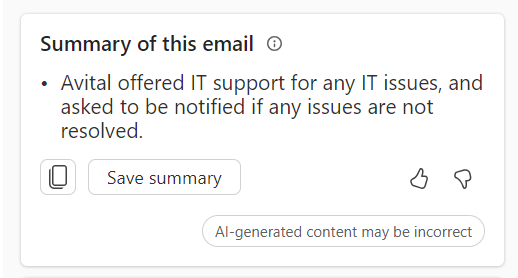 Summary of this email
• Avital offered IT support for any IT issues, and
asked to be notified if any issues are not
resolved.
Save summary
AI-generated content may be incorrect